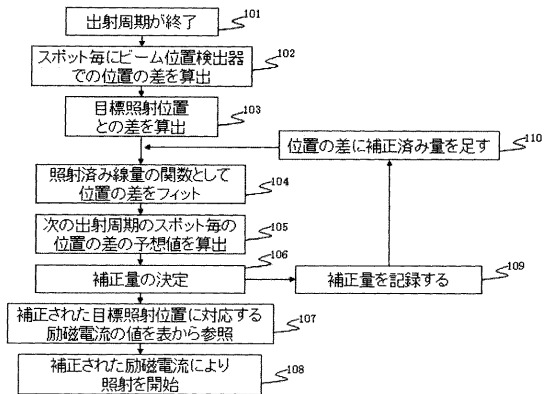 出射周期が終了
101
スポット毎にビーム位置検出器
での位置の差を算出
102
目標照射位置
との差を算出
103
位置の差に補正済み量を足す
110
照射済み線量の関数として
位置の差をフィット
104
次の出射周期のスポット毎の
位置の差の予想値を算出
105
補正量の決定
106
補正量を記録する
109
補正された目標照射位置に対応する
励磁電流の値を表から参照
107
補正された励磁電流により
照射を開始
108